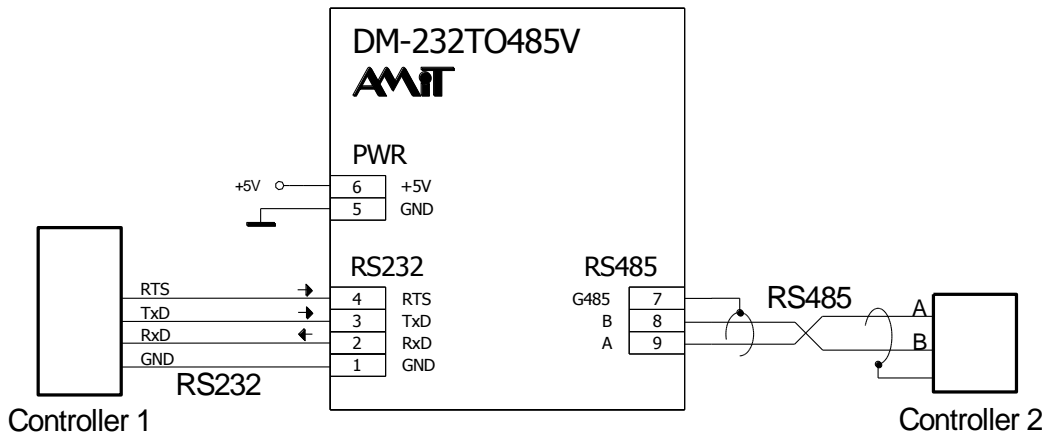 DM-232TO485V
AMiT
PWR
+5V 6 +5V
5 GND
RS232 RS485
RTS 4 RTS G485 7 RS485
TxD 3 TxD B 8 A
RxD 2 RxD A 9 B
GND 1 GND
RS232
Controller 1 Controller 2